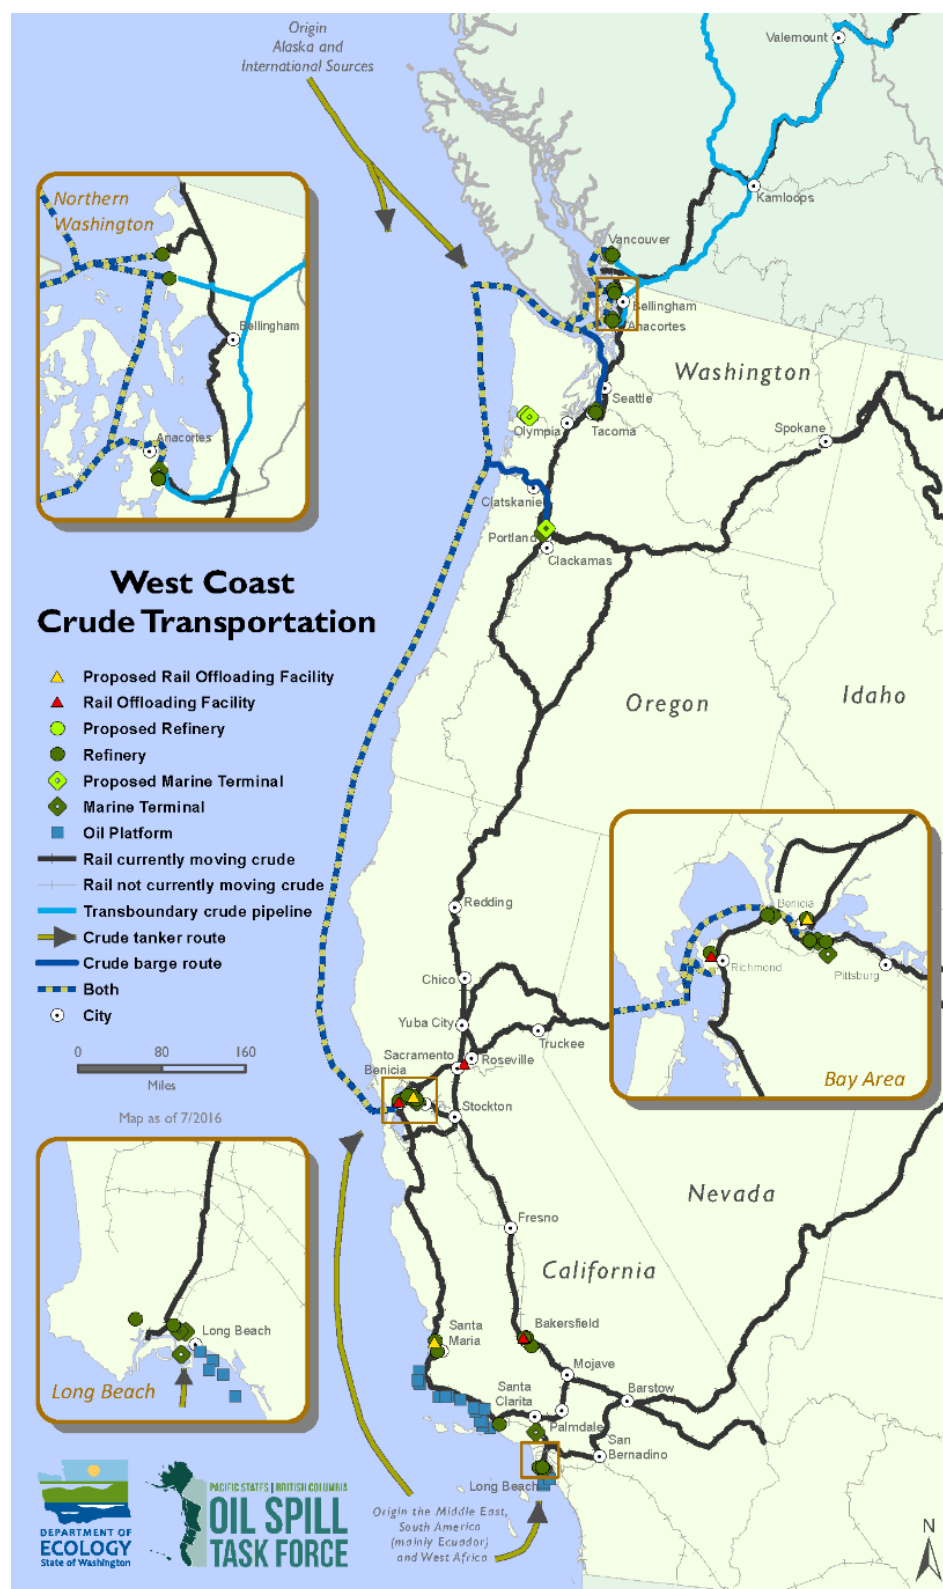 Origin
Alaska and
International Sources
Valemount
Kamloops
Vancouver
Bellingham
Anacortes
Washington
Seattle
Olympia
Tacoma
Spokane
Clatskanie
Portland
Clackamas
Northern
Washington
Bellingham
Anacortes
West Coast
Crude Transportation
Proposed Rail Offloading Facility
Rail Offloading Facility
Proposed Refinery
Refinery
Proposed Marine Terminal
Marine Terminal
Oil Platform
Rail currently moving crude
Rail not currently moving crude
Transboundary crude pipeline
Crude tanker route
Crude barge route
Both
City
0 80 160
Miles
Map as of 7/2016
Oregon
Idaho
Redding
Chico
Yuba City
Truckee
Sacramento
Roseville
Benicia
Stockton
Benicia
Richmond
Pittsburg
Bay Area
Nevada
Fresno
California
Santa
Maria
Bakersfield
Mojave
Santa
Clarita
Barstow
Palmdale
San
Bernadino
Long Beach
Long Beach
Long Beach
Origin the Middle East,
South America
(mainly Ecuador)
and West Africa
DEPARTMENT OF
ECOLOGY
State of Washington
PACIFIC STATES | BRITISH COLUMBIA
OIL SPILL
TASK FORCE
N